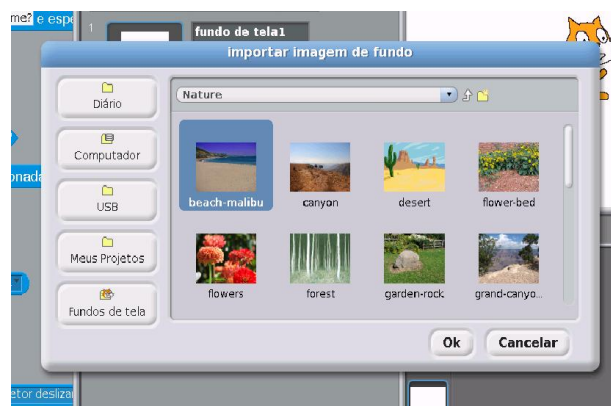 me? e espe
1
fundo de tela1
importar imagem de fundo
Diário
Computador
USB
Meus Projetos
Fundos de tela
Nature
beach-malibu
canyon
desert
flower-bed
flowers
forest
garden-rock
grand-canyo...
Ok
Cancelar
onada
etor desliza